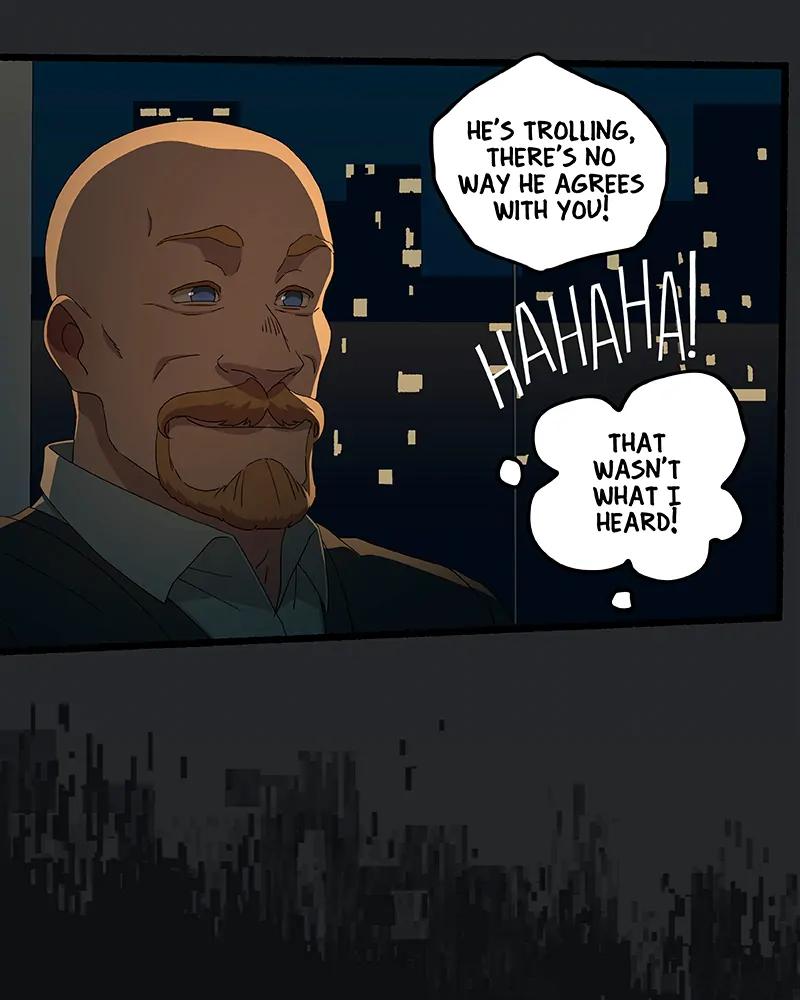 HE'S TROLLING,
THERE'S NO
WAY HE AGREES
WITH YOU!
HAHAHA!
THAT
WASN'T
WHAT I
HEARD!